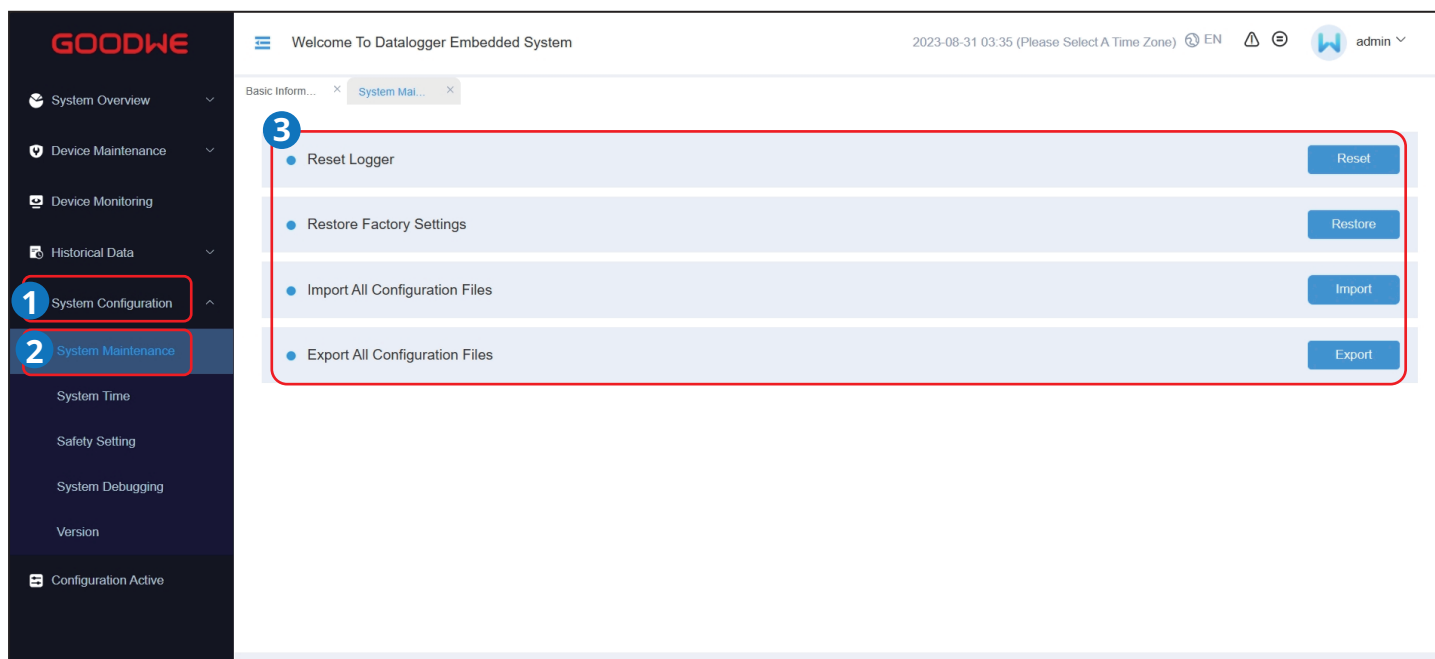 GOODWE
Welcome To Datalogger Embedded System
2023-08-31 03:35 (Please Select A Time Zone) EN
admin
System Overview
Device Maintenance
Device Monitoring
Historical Data
1
System Configuration
2
System Maintenance
System Time
Safety Setting
System Debugging
Version
Configuration Active
Basic Inform... × System Mai... ×
3
Reset Logger Reset
Restore Factory Settings Restore
Import All Configuration Files Import
Export All Configuration Files Export